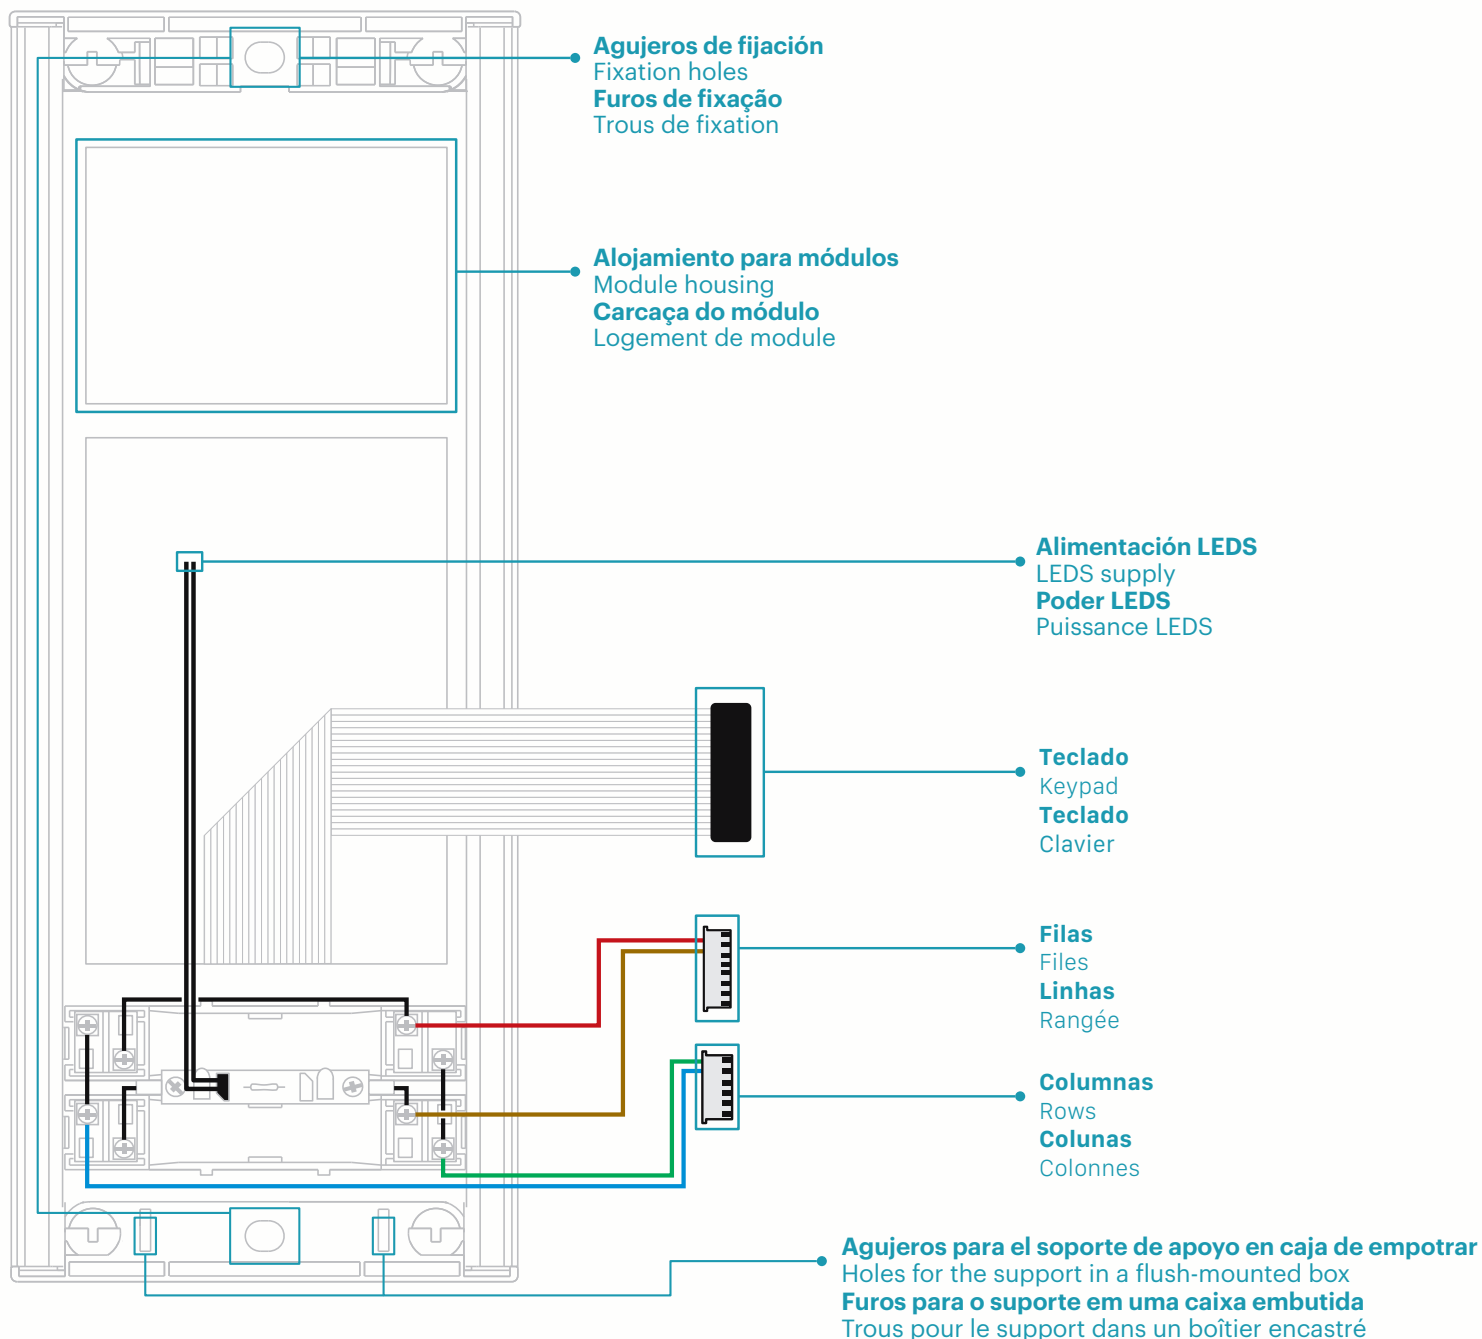 Agujeros de fijación
Fixation holes
Furos de fixação
Trous de fixation
Alojamiento para módulos
Module housing
Carcaça do módulo
Logement de module
Alimentación LEDS
LEDS supply
Poder LEDS
Puissance LEDS
Teclado
Keypad
Teclado
Clavier
Filas
Files
Linhas
Rangée
Columnas
Rows
Colunas
Colonnes
Agujeros para el soporte de apoyo en caja de empotrar
Holes for the support in a flush-mounted box
Furos para o suporte em uma caixa embutida
Trous pour le support dans un boîtier encastré